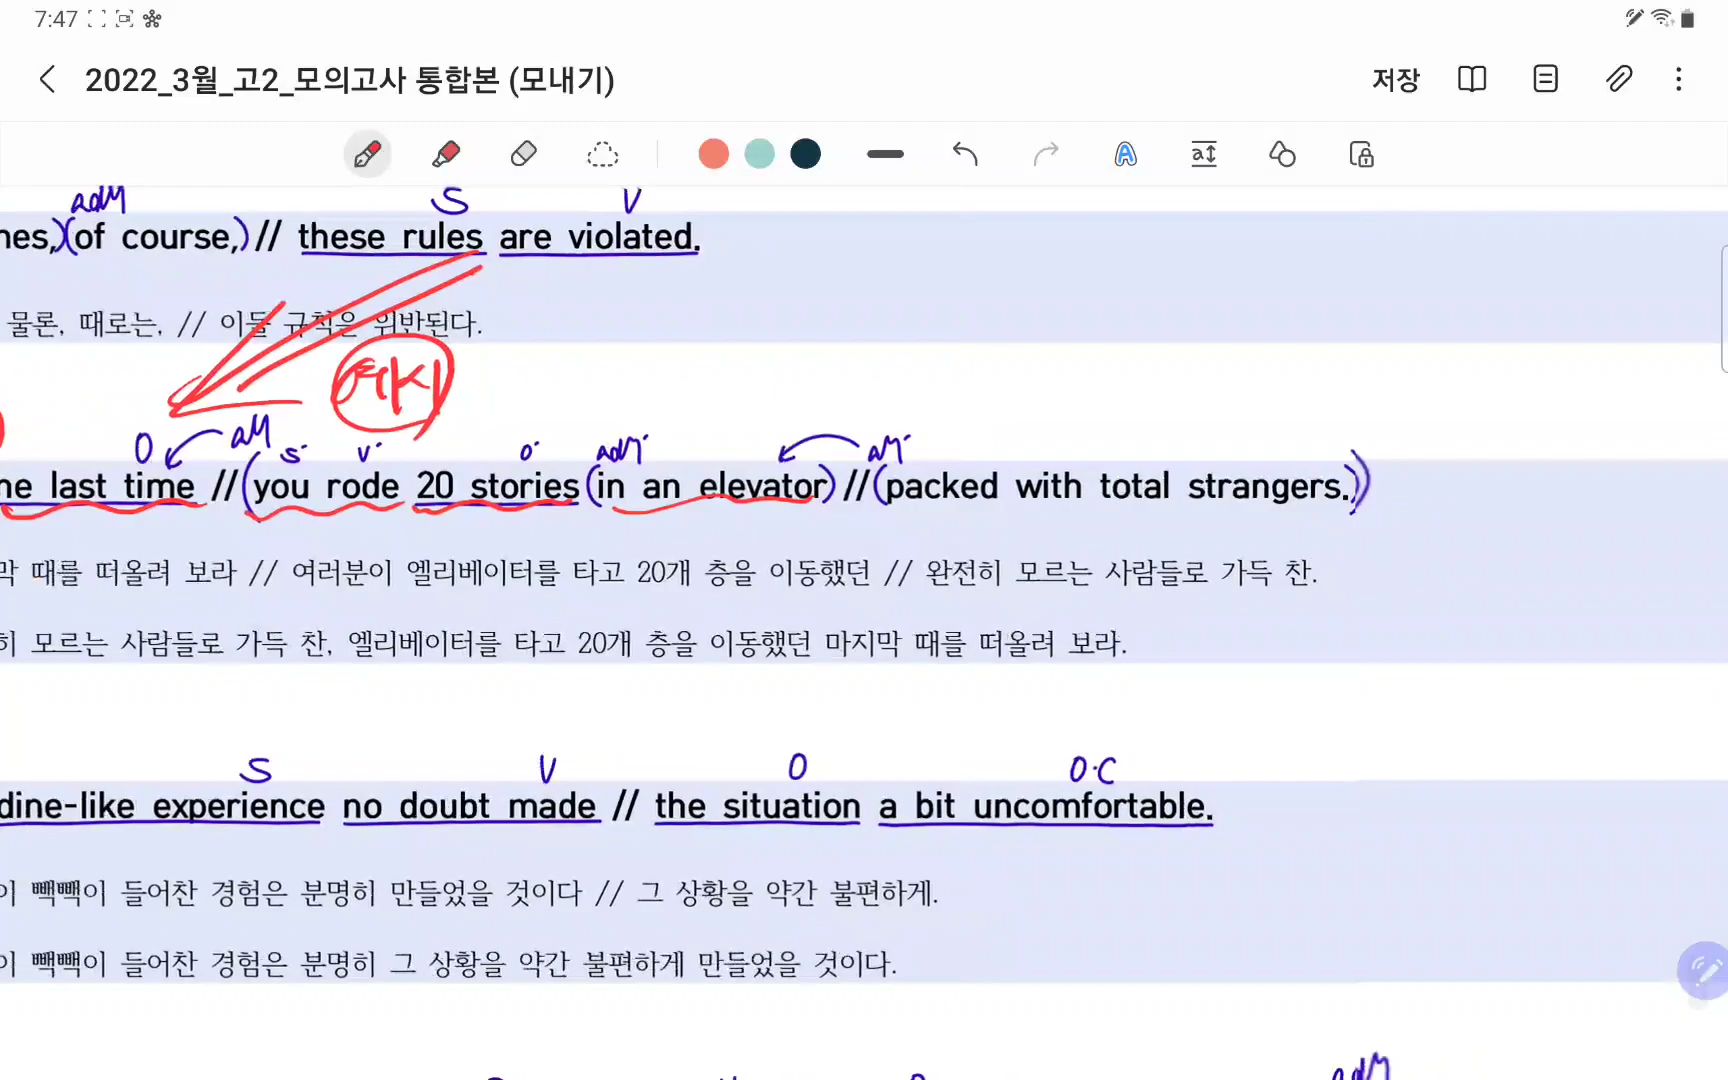 7:47
2022_3월_고2_모의고사 통합본 (모내기)
저장
adM S V
nes,)(of course,) // these rules are violated.
물론, 때로는, // 이들 규칙은 위반된다.
O aM s' v' o' adM' aM'
ne last time //(you rode 20 stories (in an elevator) //(packed with total strangers.))
막 때를 떠올려 보라 // 여러분이 엘리베이터를 타고 20개 층을 이동했던 // 완전히 모르는 사람들로 가득 찬.
히 모르는 사람들로 가득 찬, 엘리베이터를 타고 20개 층을 이동했던 마지막 때를 떠올려 보라.
S V O O·C
dine-like experience no doubt made // the situation a bit uncomfortable.
이 빽빽이 들어찬 경험은 분명히 만들었을 것이다 // 그 상황을 약간 불편하게.
이 빽빽이 들어찬 경험은 분명히 그 상황을 약간 불편하게 만들었을 것이다.
adM